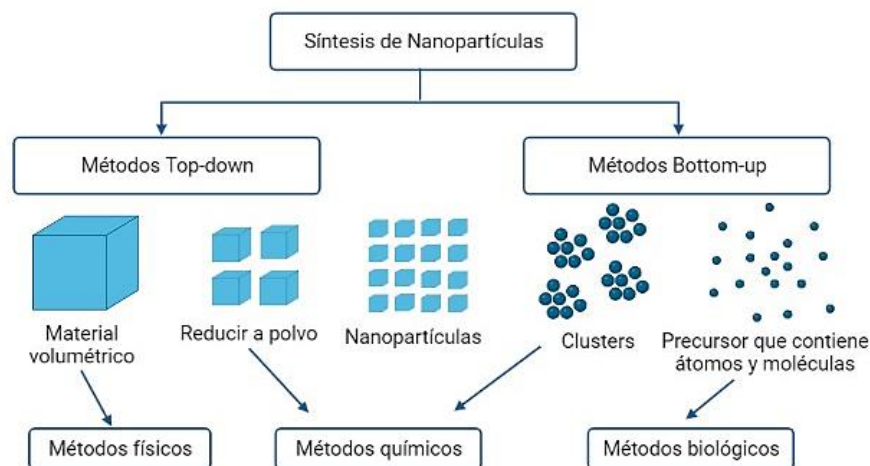 Síntesis de Nanopartículas
Métodos Top-down
Métodos Bottom-up
Material
volumétrico
Reducir a polvo
Nanopartículas
Clusters
Precursor que contiene
átomos y moléculas
Métodos físicos
Métodos químicos
Métodos biológicos